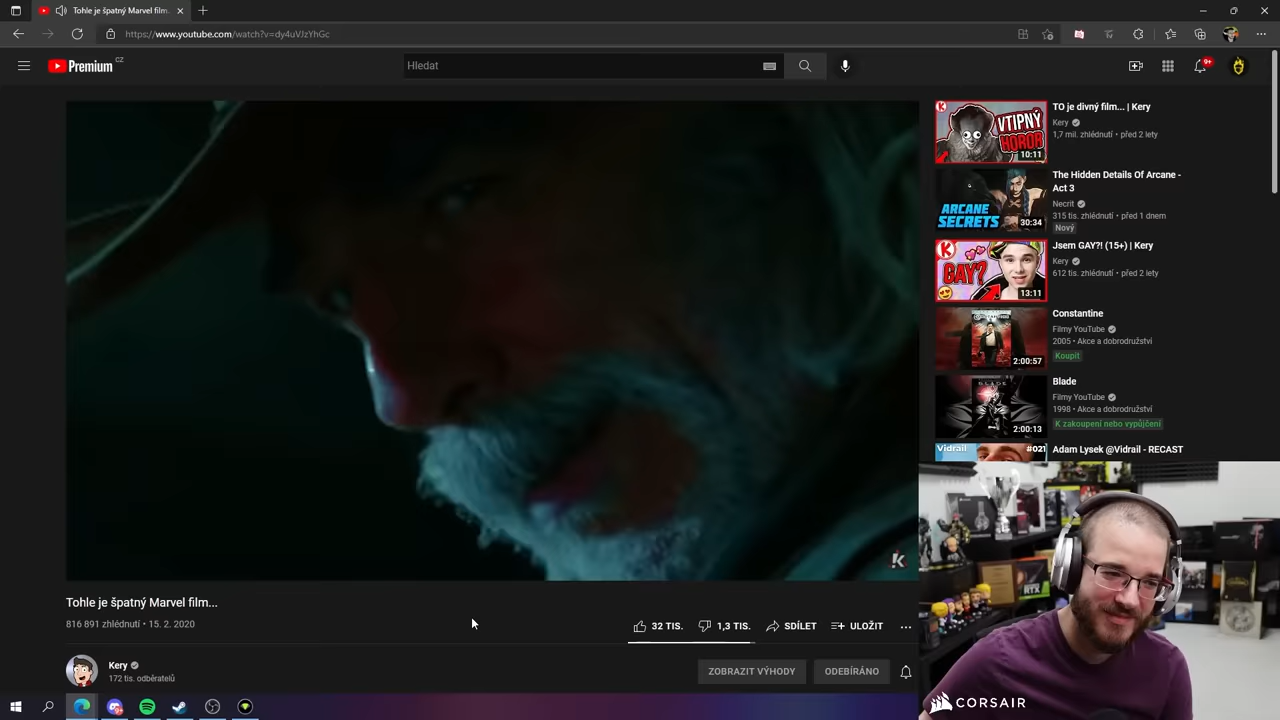 Tohle je špatný Marvel film...
https://www.youtube.com/watch?v=dy4uVJzYhGc
Premium CZ
Hledat
9+
VTIPNÝ
HOROR
10:11
TO je divný film... | Kery
Kery
1,7 mil. zhlédnutí • před 2 lety
ARCANE
SECRETS
30:34
The Hidden Details Of Arcane -
Act 3
Necrit
315 tis. zhlédnutí • před 1 dnem
Nový
GAY?
13:11
Jsem GAY?! (15+) | Kery
Kery
612 tis. zhlédnutí • před 2 lety
2:00:57
Constantine
Filmy YouTube
2005 • Akce a dobrodružství
Koupit
BLADE
2:00:13
Blade
Filmy YouTube
1998 • Akce a dobrodružství
K zakoupení nebo vypůjčení
Vidrail
#021
Adam Lysek @Vidrail - RECAST
Tohle je špatný Marvel film...
816 891 zhlédnutí • 15. 2. 2020
32 TIS.
1,3 TIS.
SDÍLET
ULOŽIT
Kery
172 tis. odběratelů
ZOBRAZIT VÝHODY
ODEBÍRÁNO
RTX
CORSAIR